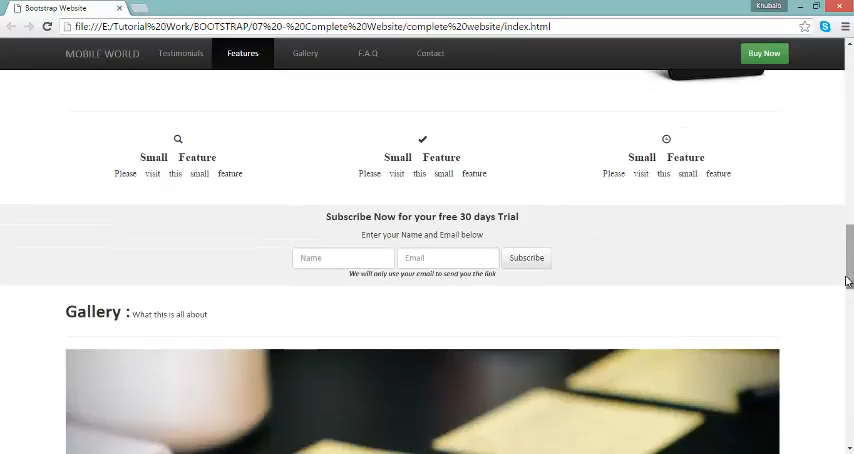 Bootstrap Website
Khubaib
file:///E:/Tutorial%20Work/BOOTSTRAP/07%20-%20Complete%20Website/complete%20website/index.html
MOBILE WORLD Testimonials Features Gallery F.A.Q Contact Buy Now
Small Feature Small Feature Small Feature
Please visit this small feature Please visit this small feature Please visit this small feature
Subscribe Now for your free 30 days Trial
Enter your Name and Email below
Name Email Subscribe
We will only use your email to send you the link
Gallery : What this is all about